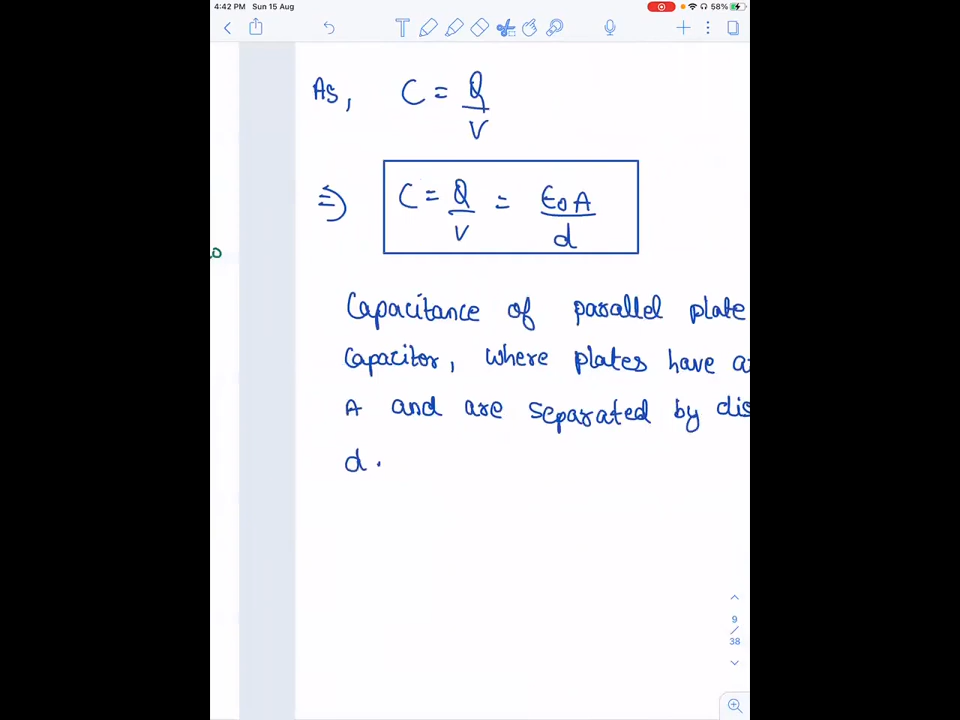 4:42 PM Sun 15 Aug
58%
As, C = Q/V
⇒) C = Q/V = ε0A/d
Capacitance of parallel plate
Capacitor, where plates have a
A and are separated by dis
d.
9
/
38